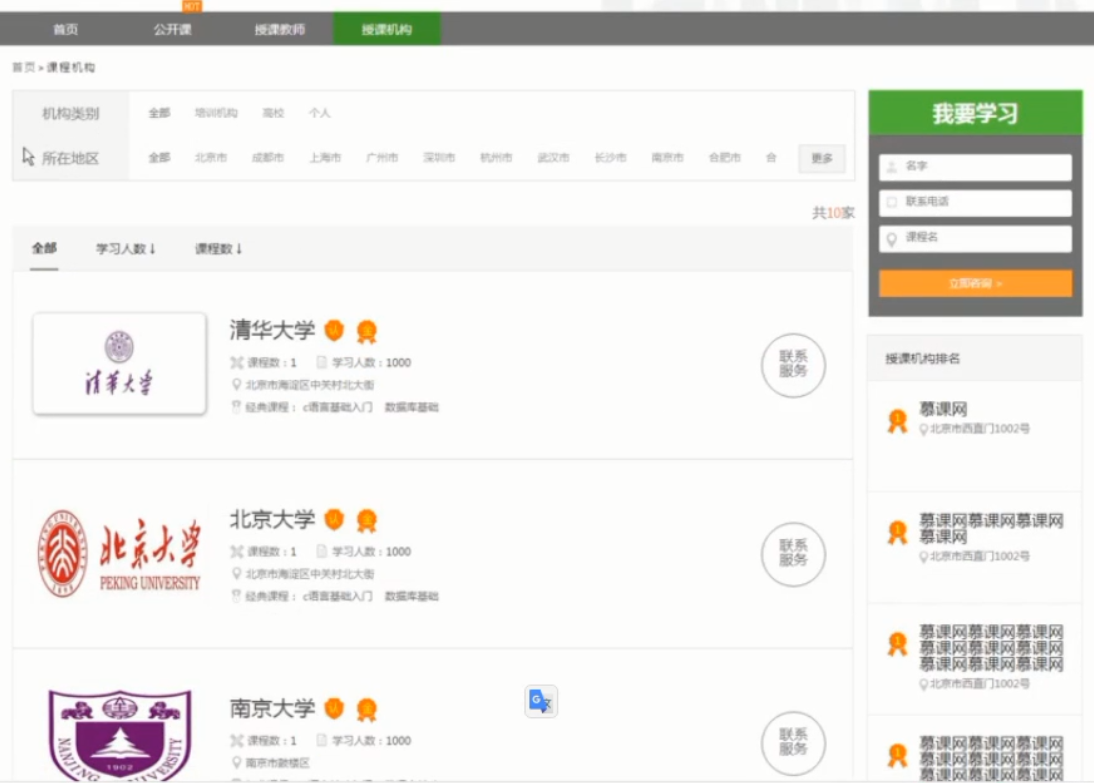 HOT
首页 公开课 授课教师 授课机构
首页 > 课程机构
机构类别 全部 培训机构 高校 个人
所在地区 全部 北京市 成都市 上海市 广州市 深圳市 杭州市 武汉市 长沙市 南京市 合肥市 合 更多
共10家
全部 学习人数↓ 课程数↓
清华大学
清华大学
课程数：1 学习人数：1000
北京市海淀区中关村北大街
经典课程： c语言基础入门 数据库基础
联系
服务
北京大学
PEKING UNIVERSITY
1898
北京大学
课程数：1 学习人数：1000
北京市海淀区中关村北大街
经典课程： c语言基础入门 数据库基础
联系
服务
NANJING UNIVERSITY
1902
南京大学
课程数：1 学习人数：1000
南京市鼓楼区
联系
服务
我要学习
名字
联系电话
课程名
立即咨询 >
授课机构排名
1
慕课网
北京市西直门1002号
1
慕课网慕课网慕课网
慕课网
北京市西直门1002号
1
慕课网慕课网慕课网
慕课网慕课网慕课网
慕课网慕课网慕课网
北京市西直门1002号
1
慕课网慕课网慕课网
慕课网慕课网慕课网
慕课网慕课网慕课网